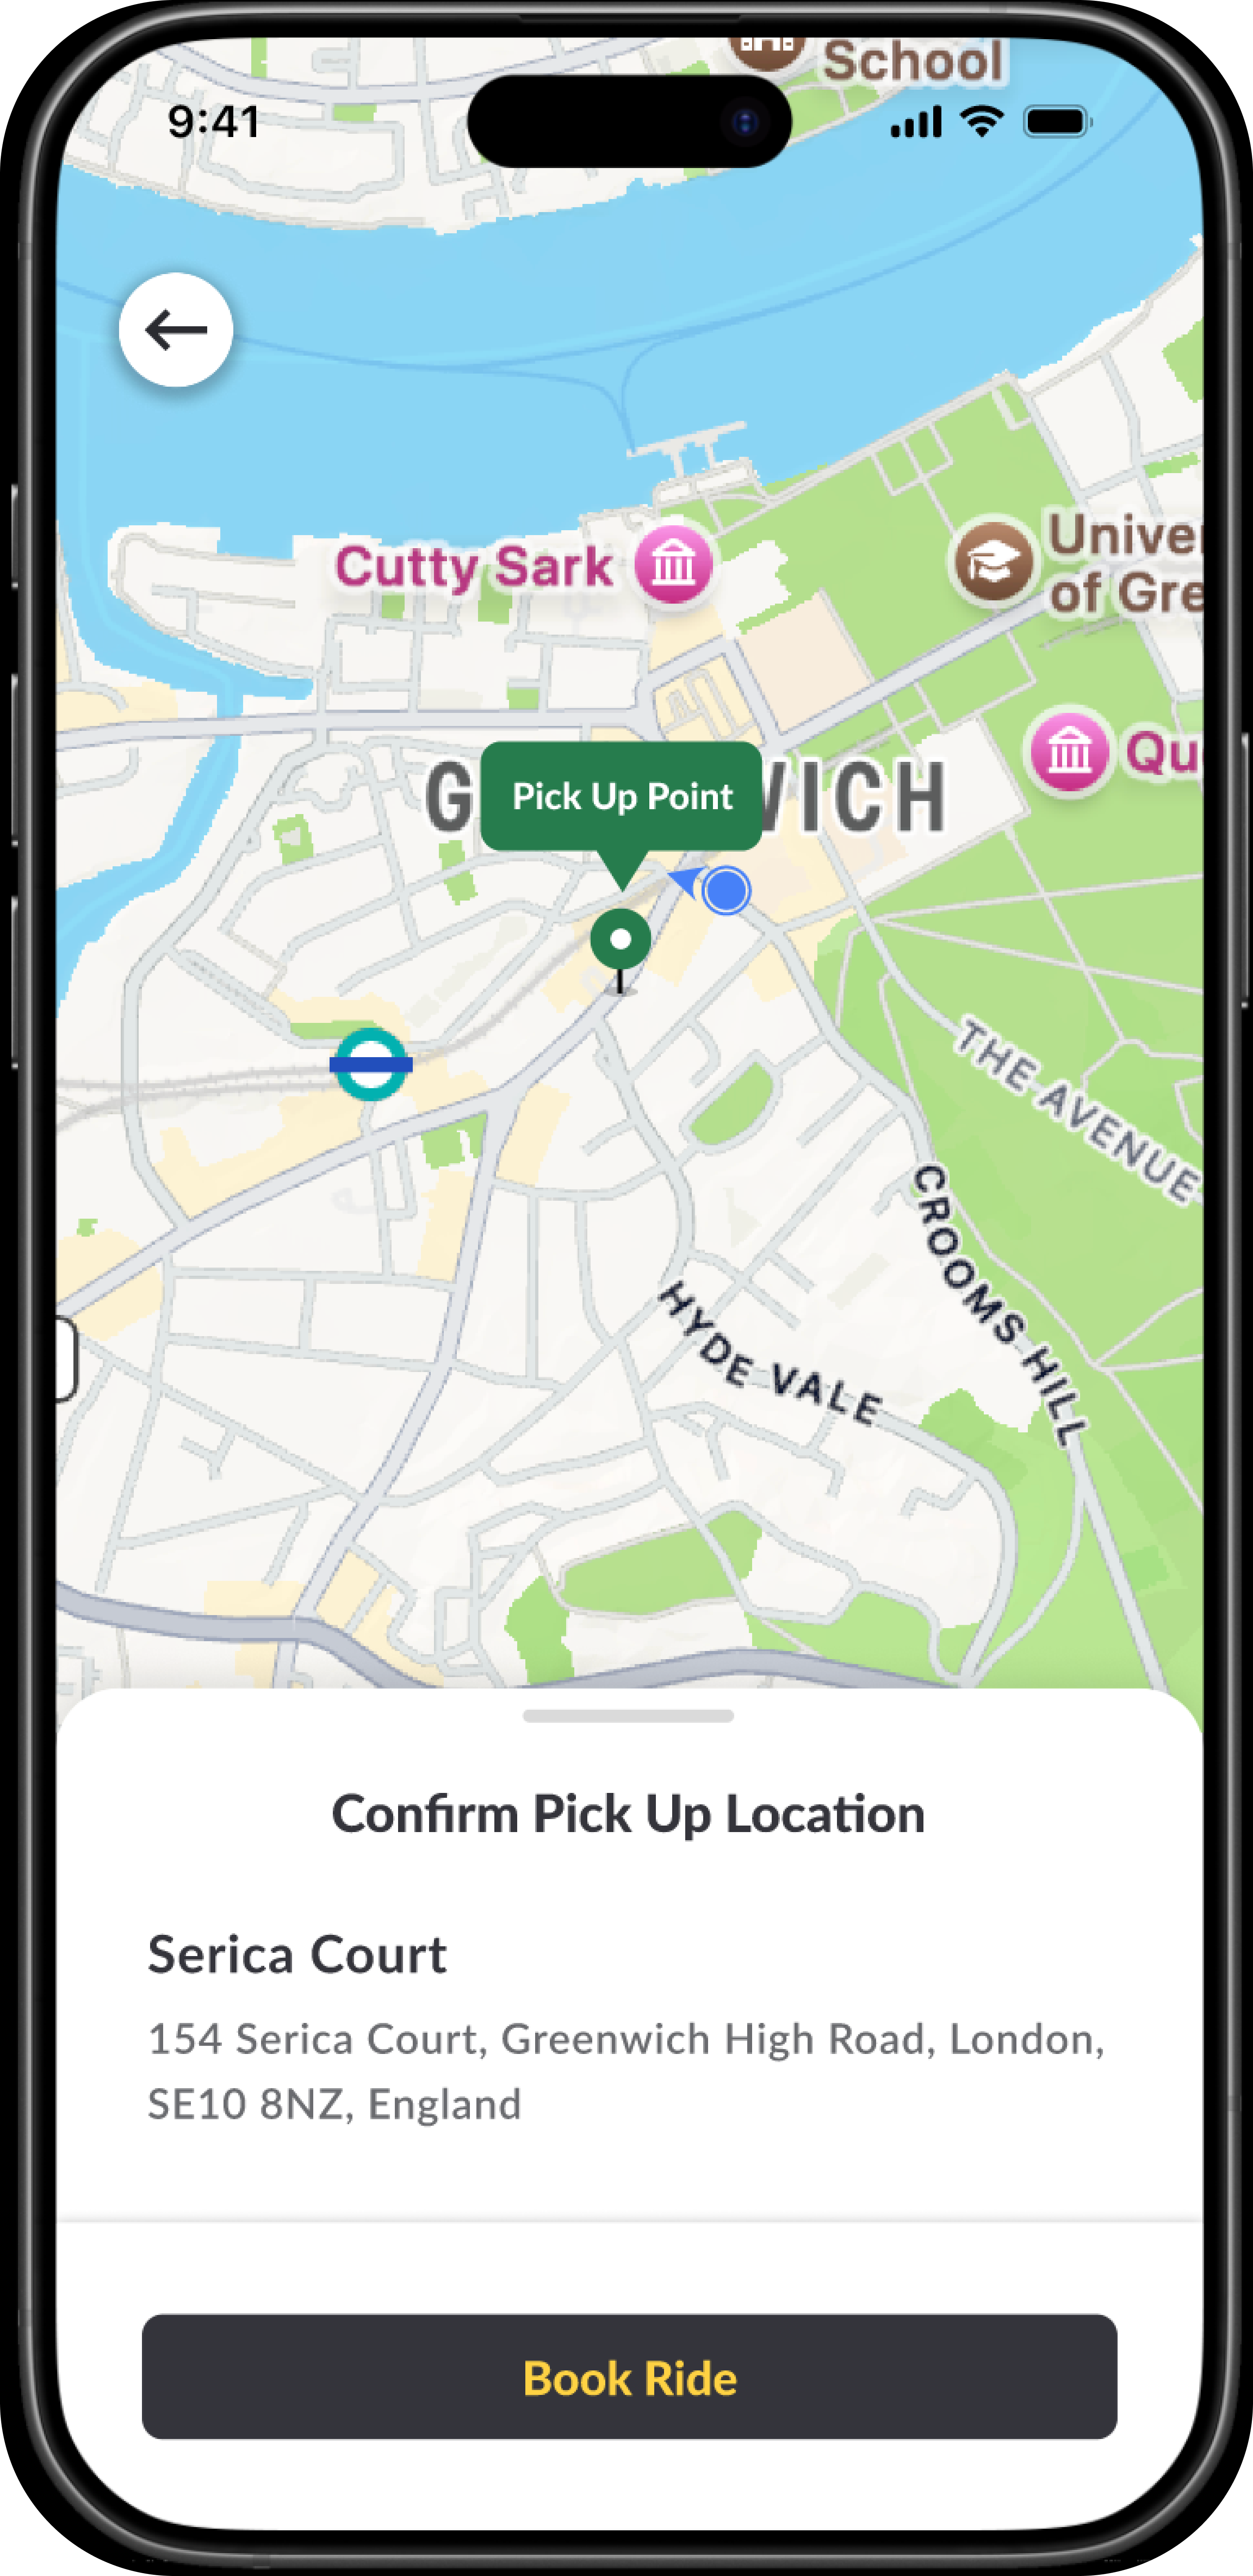 School
9:41
Cutty Sark
Univer
of Gre
Qu
G
WICH
Pick Up Point
THE AVENUE
CROOMS HILL
HYDE VALE
Confirm Pick Up Location
Serica Court
154 Serica Court, Greenwich High Road, London,
SE10 8NZ, England
Book Ride